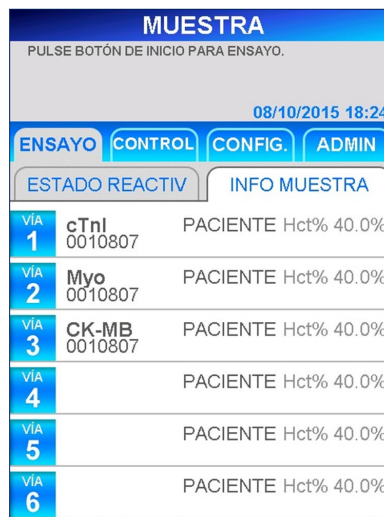 MUESTRA
PULSE BOTÓN DE INICIO PARA ENSAYO.
08/10/2015 18:24
ENSAYO CONTROL CONFIG. ADMIN
ESTADO REACTIV INFO MUESTRA
VÍA 1 cTnI PACIENTE Hct% 40.0%
0010807
VÍA 2 Myo PACIENTE Hct% 40.0%
0010807
VÍA 3 CK-MB PACIENTE Hct% 40.0%
0010807
VÍA 4 PACIENTE Hct% 40.0%
VÍA 5 PACIENTE Hct% 40.0%
VÍA 6 PACIENTE Hct% 40.0%